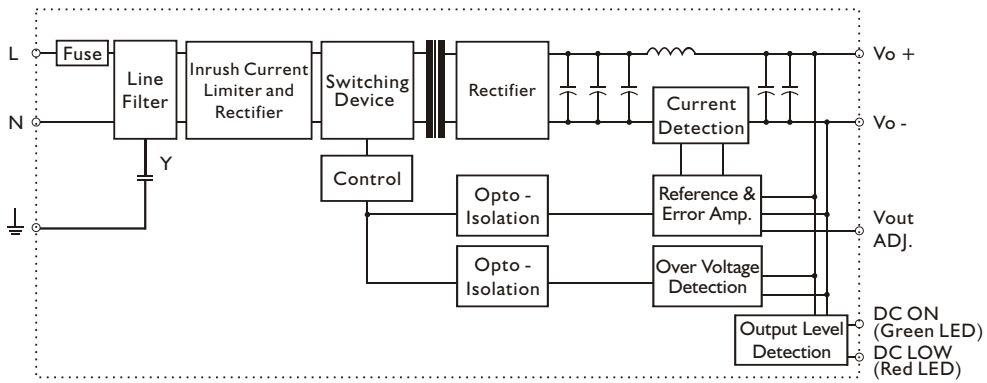 L
Fuse
Line
Filter
Inrush Current
Limiter and
Rectifier
Switching
Device
Rectifier
Vo +
N
Current
Detection
Vo -
Y
Control
Opto -
Isolation
Reference &
Error Amp.
Vout
ADJ.
Opto -
Isolation
Over Voltage
Detection
Output Level
Detection
DC ON
(Green LED)
DC LOW
(Red LED)